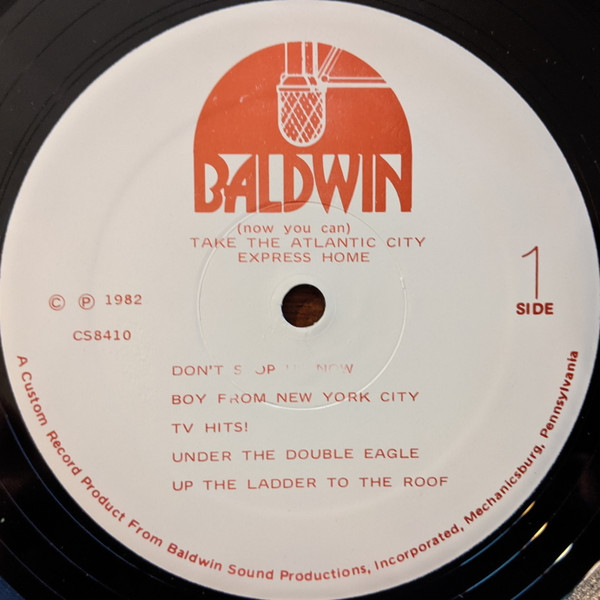 BALDWIN
(now you can)
TAKE THE ATLANTIC CITY
EXPRESS HOME
© ℗ 1982
CS8410
1
SIDE
DON'T NOW
BOY FROM NEW YORK CITY
TV HITS!
UNDER THE DOUBLE EAGLE
UP THE LADDER TO THE ROOF
A Custom Record Product From Baldwin Sound Productions, Incorporated, Mechanicsburg, Pennsylvania